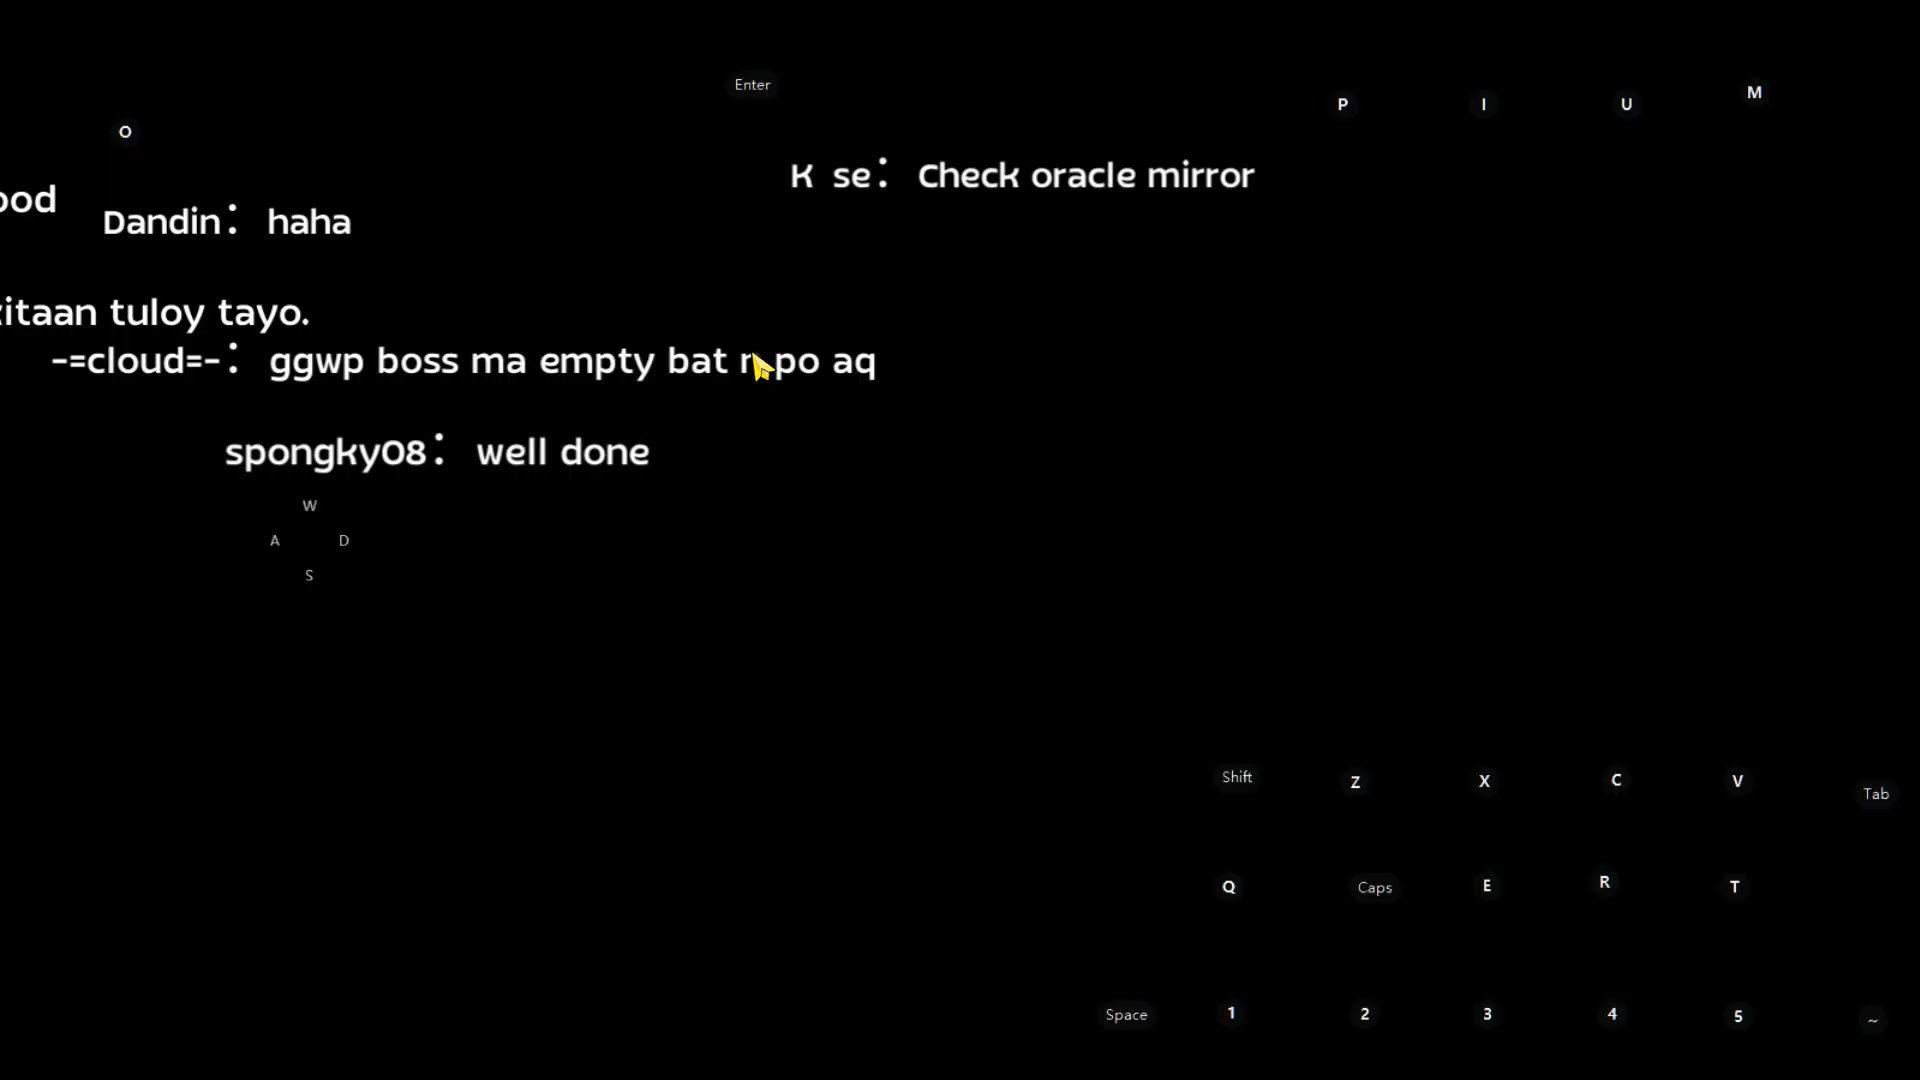 Enter
P I U M
O
K se： Check oracle mirror
ood
Dandin： haha
itaan tuloy tayo.
-=cloud=-： ggwp boss ma empty bat po aq
spongky08： well done
W
A D
S
Shift Z X C V Tab
Q Caps E R T
Space 1 2 3 4 5 ~